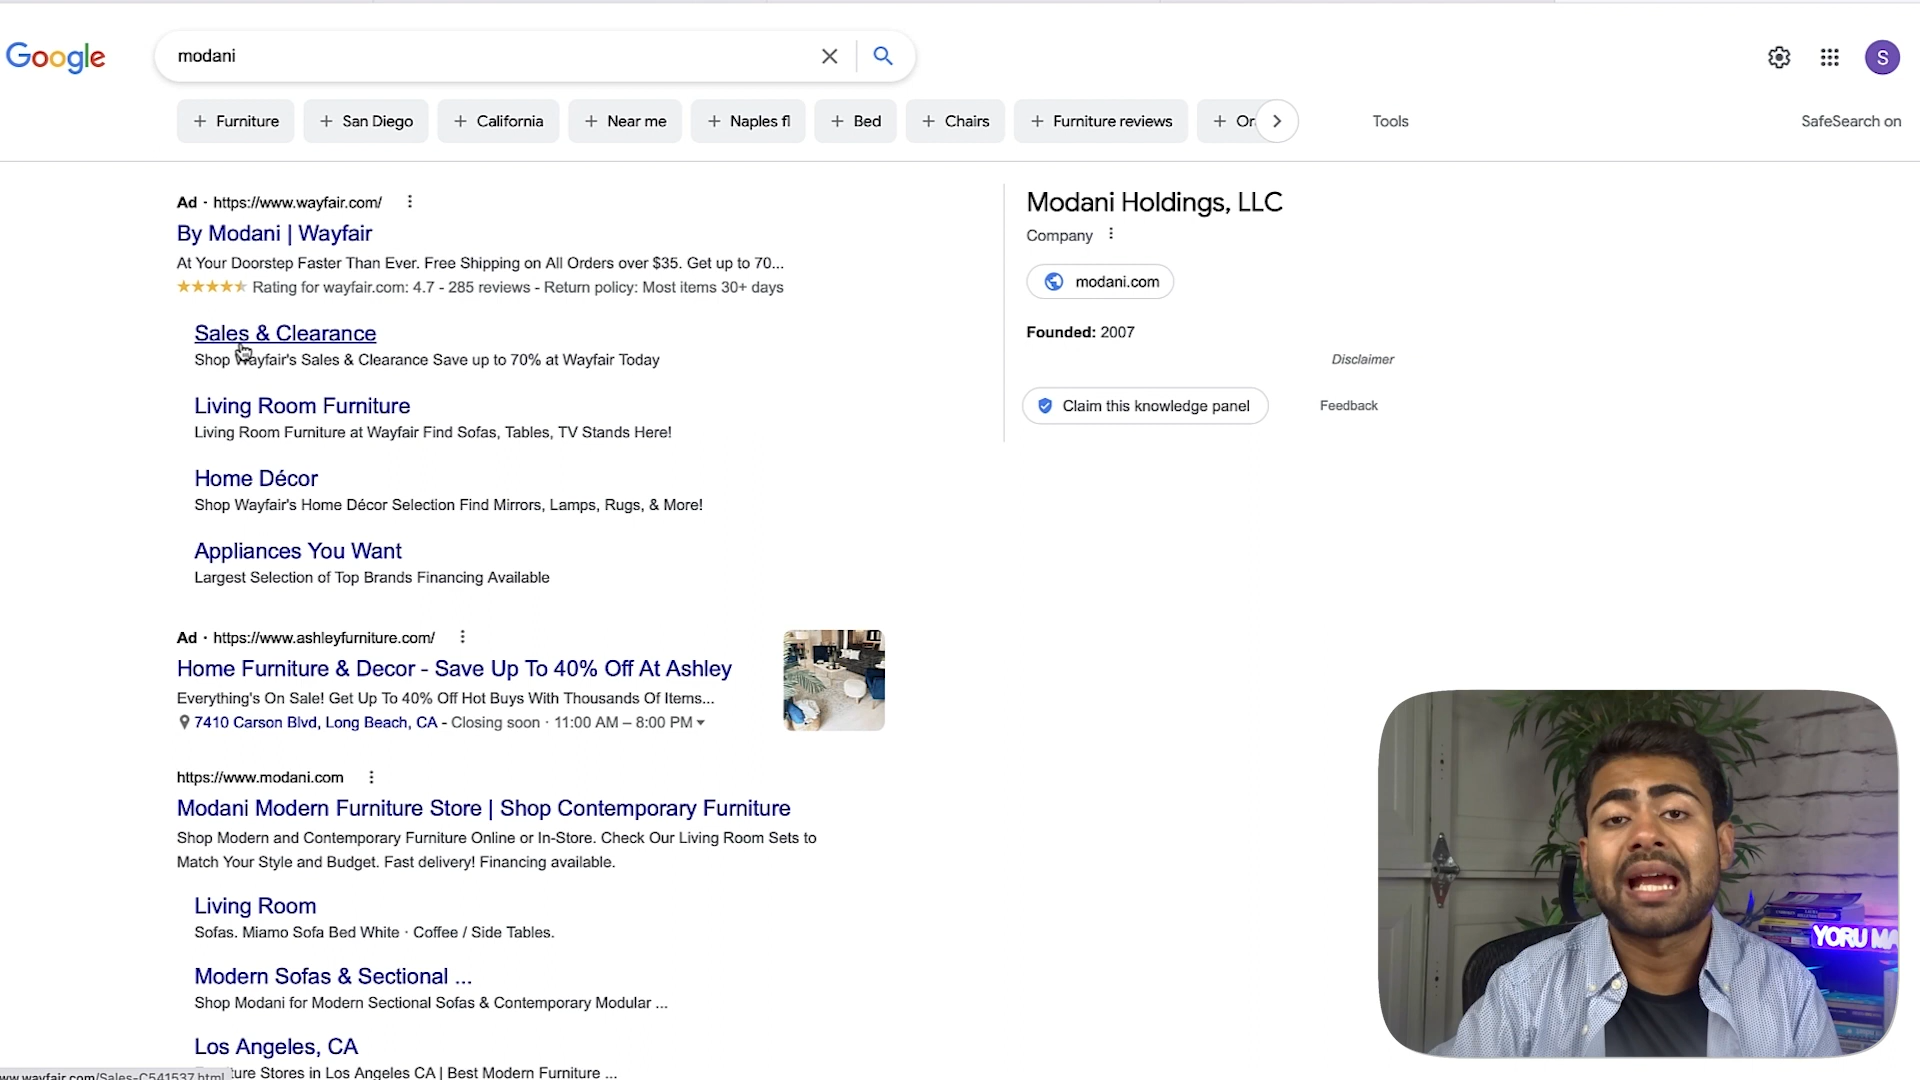 Google
modani
S
+ Furniture
+ San Diego
+ California
+ Near me
+ Naples fl
+ Bed
+ Chairs
+ Furniture reviews
+ Or
Tools
SafeSearch on
Ad · https://www.wayfair.com/
By Modani | Wayfair
At Your Doorstep Faster Than Ever. Free Shipping on All Orders over $35. Get up to 70...
Rating for wayfair.com: 4.7 - 285 reviews - Return policy: Most items 30+ days
Sales & Clearance
Shop Wayfair's Sales & Clearance Save up to 70% at Wayfair Today
Living Room Furniture
Living Room Furniture at Wayfair Find Sofas, Tables, TV Stands Here!
Home Décor
Shop Wayfair's Home Décor Selection Find Mirrors, Lamps, Rugs, & More!
Appliances You Want
Largest Selection of Top Brands Financing Available
Ad · https://www.ashleyfurniture.com/
Home Furniture & Decor - Save Up To 40% Off At Ashley
Everything's On Sale! Get Up To 40% Off Hot Buys With Thousands Of Items...
7410 Carson Blvd, Long Beach, CA - Closing soon · 11:00 AM – 8:00 PM
https://www.modani.com
Modani Modern Furniture Store | Shop Contemporary Furniture
Shop Modern and Contemporary Furniture Online or In-Store. Check Our Living Room Sets to
Match Your Style and Budget. Fast delivery! Financing available.
Living Room
Sofas. Miamo Sofa Bed White · Coffee / Side Tables.
Modern Sofas & Sectional ...
Shop Modani for Modern Sectional Sofas & Contemporary Modular ...
Los Angeles, CA
ture Stores in Los Angeles CA | Best Modern Furniture ...
ww.wayfair.com/Sales-C541537.html
Modani Holdings, LLC
Company
modani.com
Founded: 2007
Disclaimer
Claim this knowledge panel
Feedback
YORU MA